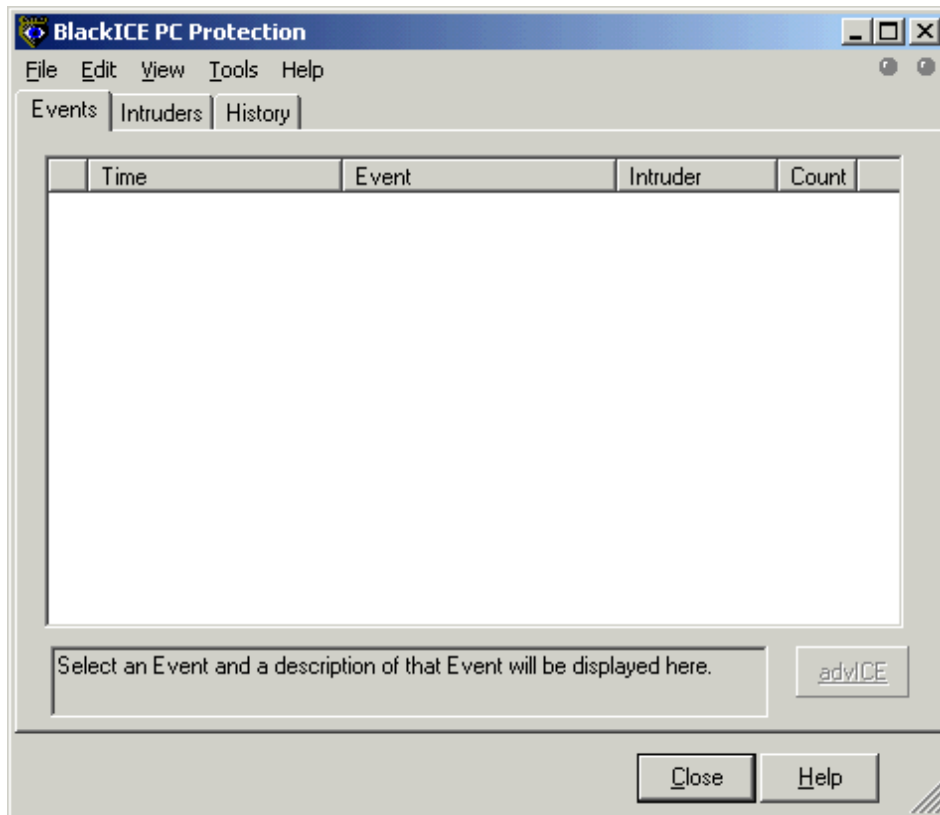 BlackICE PC Protection
File Edit View Tools Help
Events Intruders History
Time Event Intruder Count
Select an Event and a description of that Event will be displayed here.
advICE
Close Help